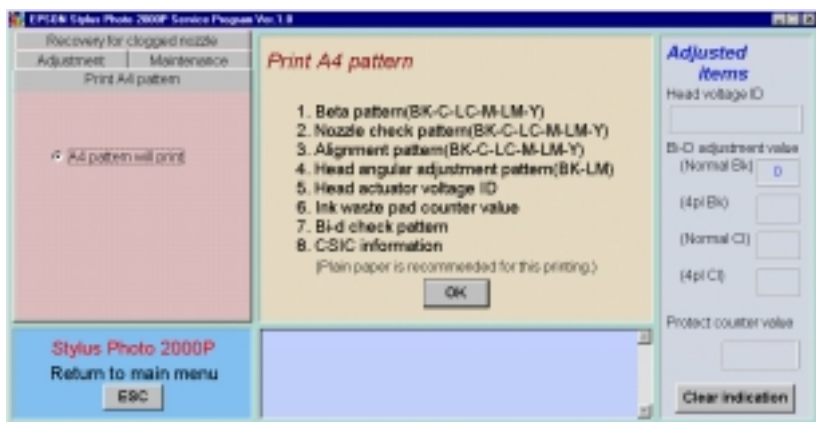 EPSON Stylus Photo 2000P Service Program Ver.1.0
Recovery for clogged nozzle
Adjustment
Maintenance
Print A4 pattern
A4 pattern will print
Print A4 pattern
1. Beta pattern(BK-C-LC-M-LM-Y)
2. Nozzle check pattern(BK-C-LC-M-LM-Y)
3. Alignment pattern(BK-C-LC-M-LM-Y)
4. Head angular adjustment pattern(BK-LM)
5. Head actuator voltage ID
6. Ink waste pad counter value
7. Bi-d check pattern
8. CSIC information
(Plain paper is recommended for this printing.)
OK
Adjusted
Items
Head voltage ID
Bi-D adjustment value
(Normal Bk)
0
(4pl Bk)
(Normal Cl)
(4pl Cl)
Protect counter value
Clear indication
Stylus Photo 2000P
Return to main menu
ESC